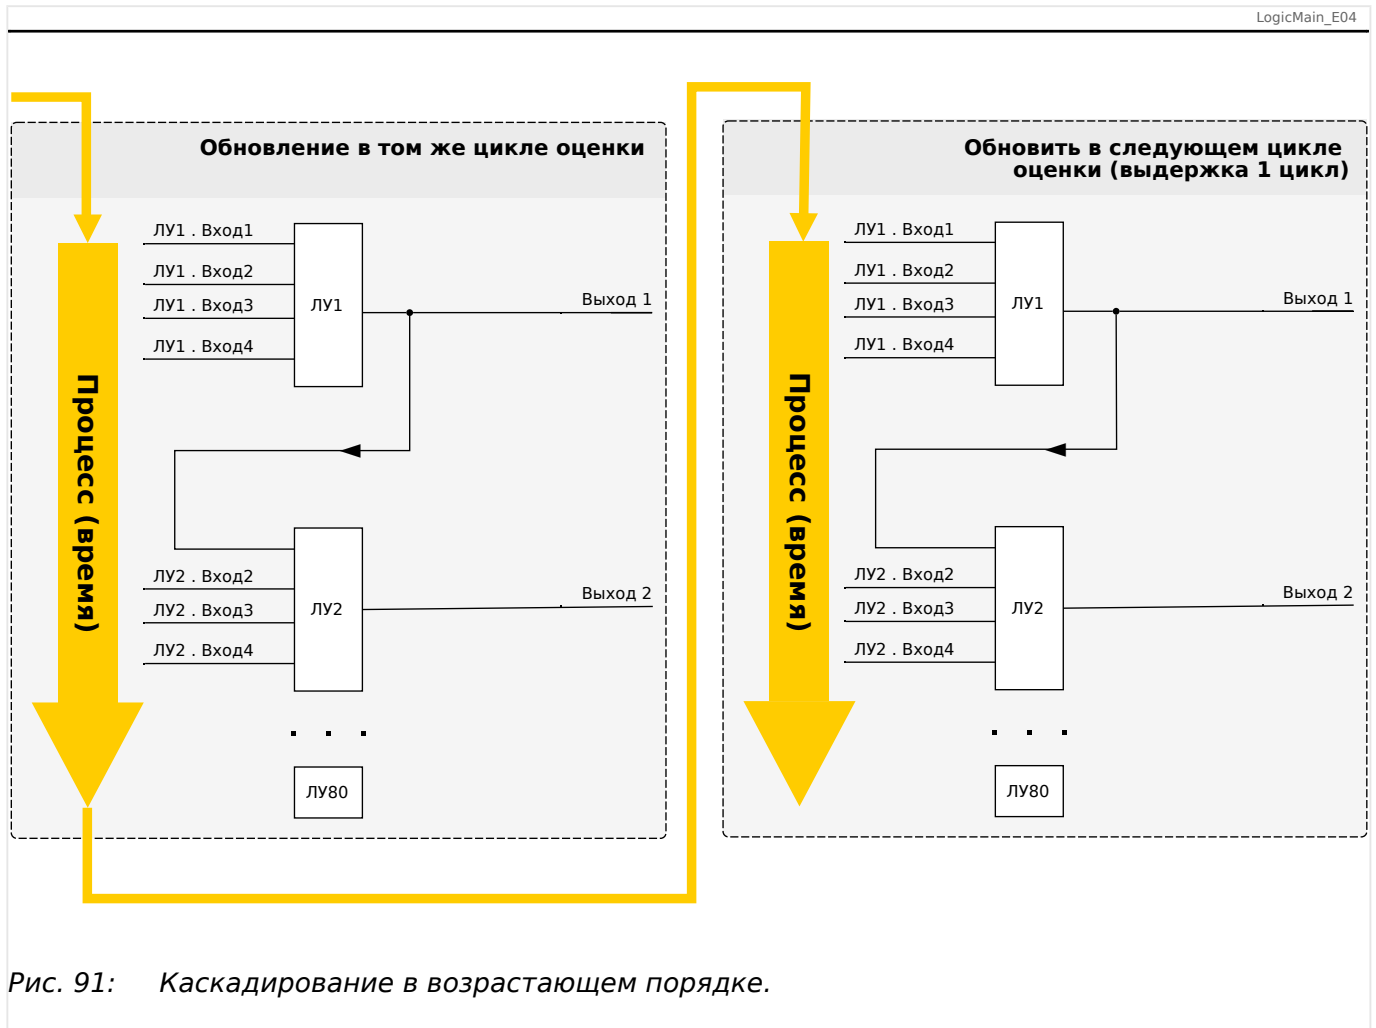 LogicMain_E04
Обновление в том же цикле оценки
ЛУ1 . Вход1
ЛУ1 . Вход2
ЛУ1 . Вход3
ЛУ1 . Вход4
ЛУ1
Выход 1
Процесс (время)
ЛУ2 . Вход2
ЛУ2 . Вход3
ЛУ2 . Вход4
ЛУ2
Выход 2
. . .
ЛУ80
Обновить в следующем цикле
оценки (выдержка 1 цикл)
ЛУ1 . Вход1
ЛУ1 . Вход2
ЛУ1 . Вход3
ЛУ1 . Вход4
ЛУ1
Выход 1
Процесс (время)
ЛУ2 . Вход2
ЛУ2 . Вход3
ЛУ2 . Вход4
ЛУ2
Выход 2
. . .
ЛУ80
Рис. 91: Каскадирование в возрастающем порядке.